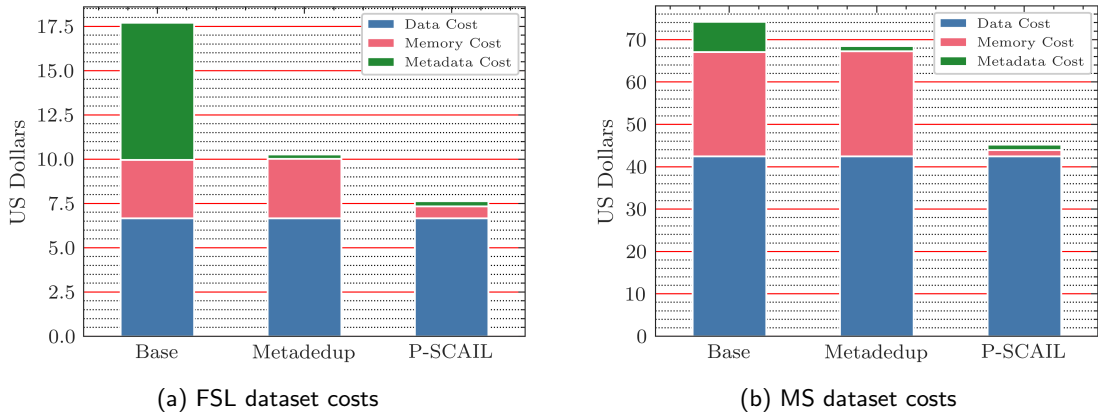 17.5
15.0
12.5
10.0
7.5
5.0
2.5
0.0
US Dollars
Data Cost
Memory Cost
Metadata Cost
Base Metadedup P-SCAIL
(a) FSL dataset costs
70
60
50
40
30
20
10
0
US Dollars
Data Cost
Memory Cost
Metadata Cost
Base Metadedup P-SCAIL
(b) MS dataset costs